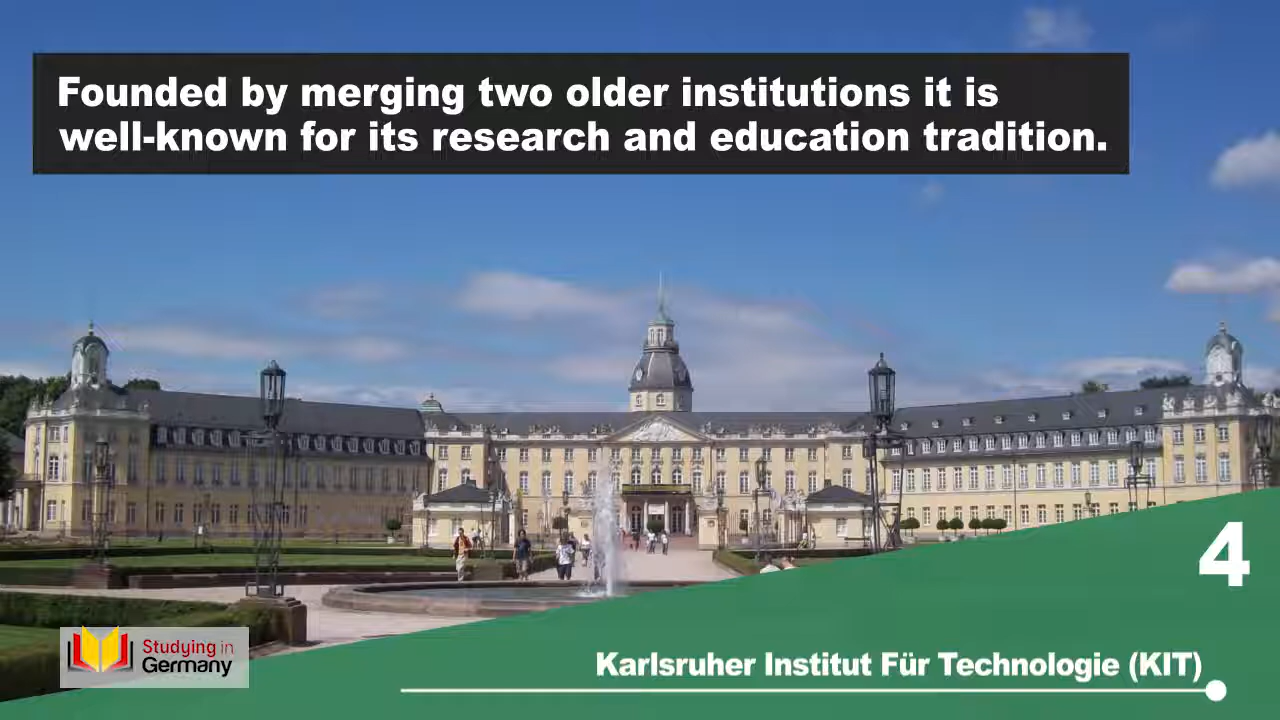 Founded by merging two older institutions it is
well-known for its research and education tradition.
4
Studying in
Germany
Karlsruher Institut Für Technologie (KIT)